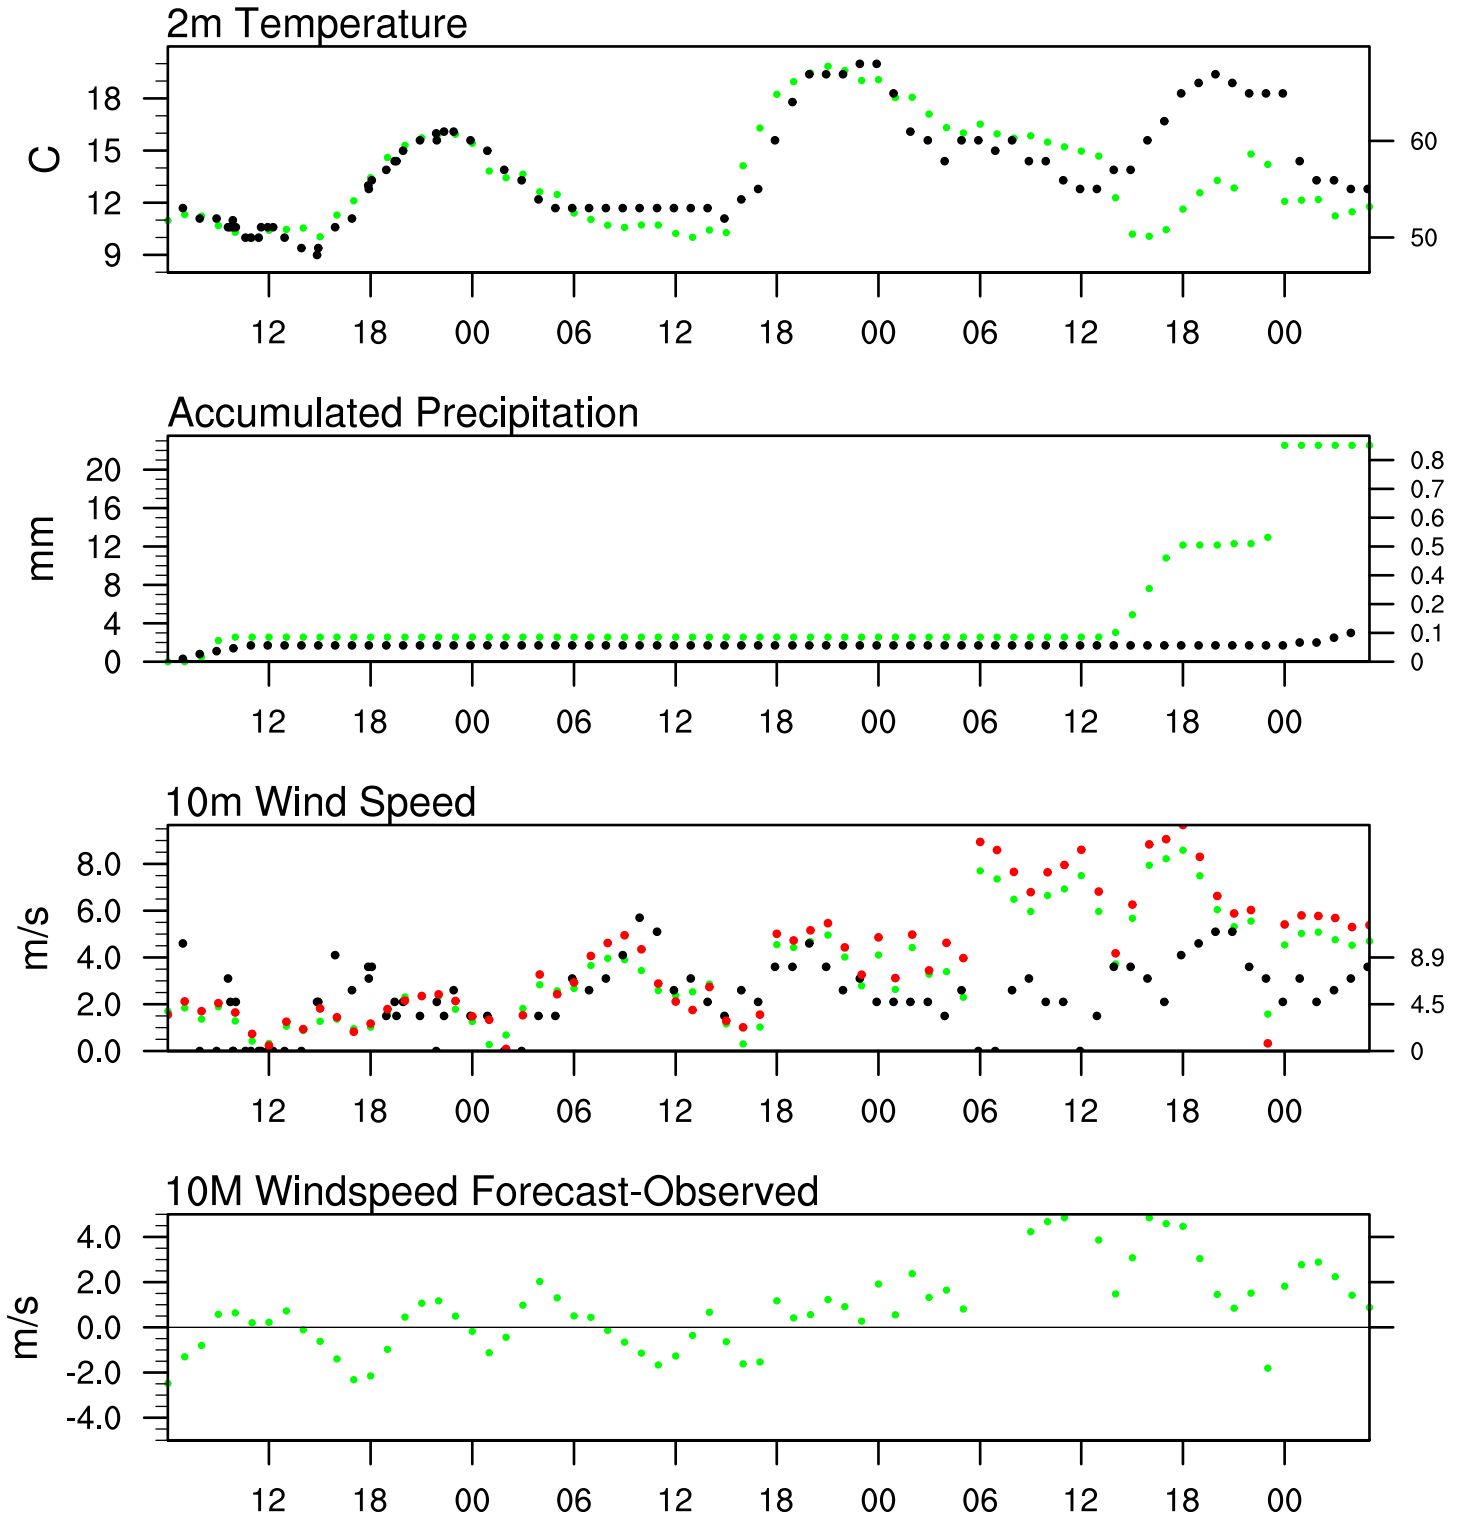 2m Temperature
C
18
15
12
9
60
50
12 18 00 06 12 18 00 06 12 18 00
Accumulated Precipitation
mm
20
16
12
8
4
0
0.8
0.7
0.6
0.5
0.4
0.2
0.1
0
12 18 00 06 12 18 00 06 12 18 00
10m Wind Speed
m/s
8.0
6.0
4.0
2.0
0.0
8.9
4.5
0
12 18 00 06 12 18 00 06 12 18 00
10M Windspeed Forecast-Observed
m/s
4.0
2.0
0.0
-2.0
-4.0
12 18 00 06 12 18 00 06 12 18 00